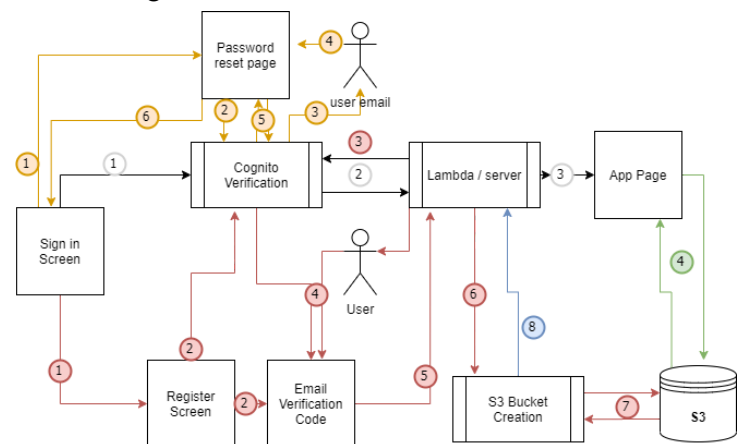 Password
reset page
4
user email
6
2
5
3
1
1
Cognito
Verification
3
2
Lambda / server
3
App Page
Sign in
Screen
User
4
6
8
4
2
1
Register
Screen
2
Email
Verification
Code
5
S3 Bucket
Creation
7
S3